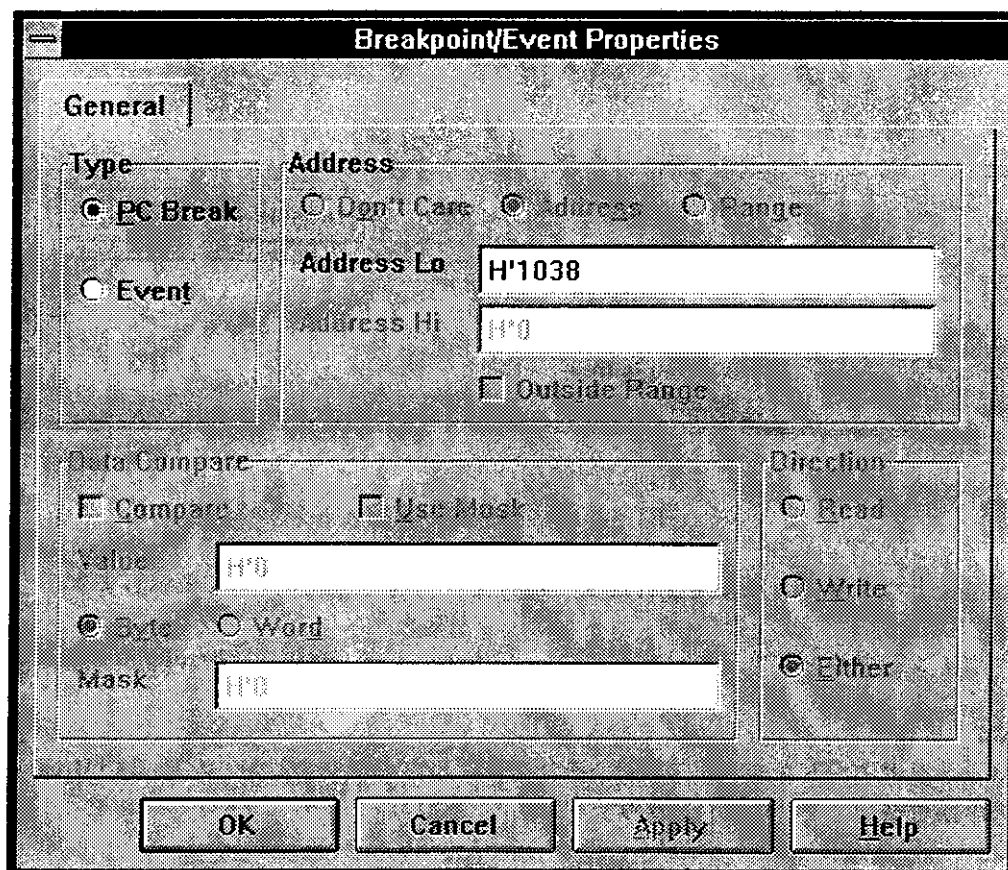 Breakpoint/Event Properties
General
Type
PC Break
Event
Address
Don't Care Address Range
Address Lo H'1038
Address Hi H'0
Outside Range
Data Compare
Compare Use Mask
Value H'0
Byte Word
Mask H'0
Direction
Read
Write
Either
OK Cancel Apply Help